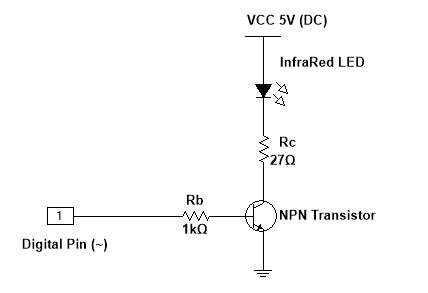 VCC 5V (DC)
InfraRed LED
Rc
27Ω
Rb
1kΩ
NPN Transistor
1
Digital Pin (~)